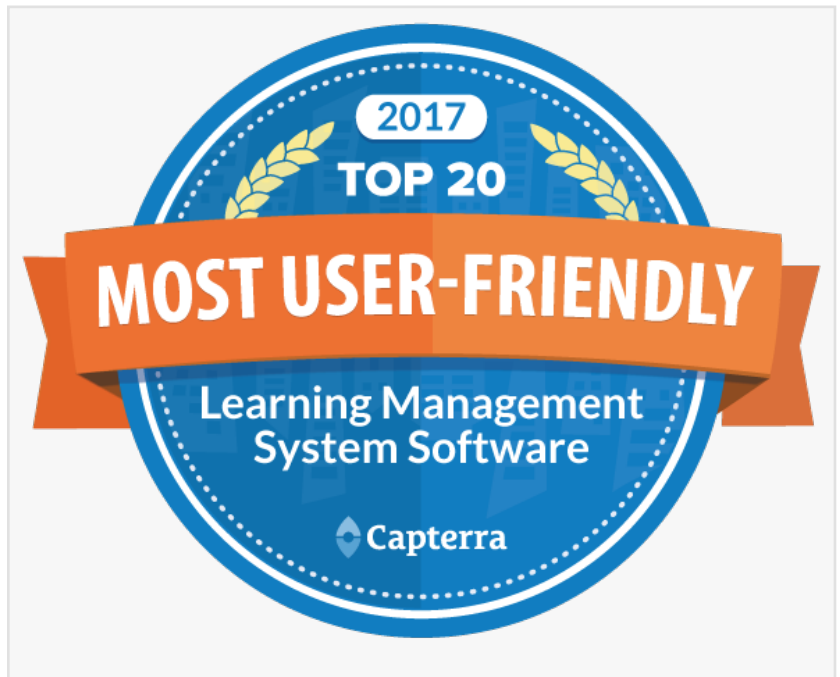 2017
TOP 20
MOST USER-FRIENDLY
Learning Management
System Software
Capterra